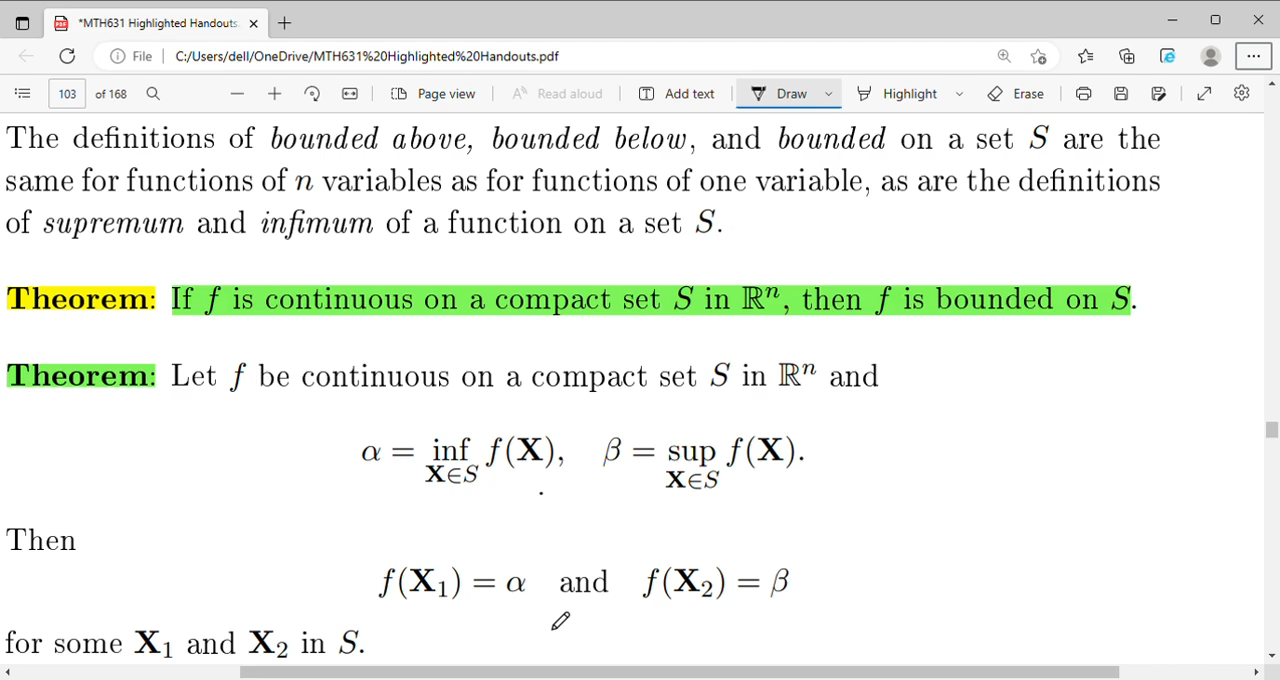 *MTH631 Highlighted Handouts.
File C:/Users/dell/OneDrive/MTH631%20Highlighted%20Handouts.pdf
103 of 168 Page view Read aloud Add text Draw Highlight Erase
The definitions of bounded above, bounded below, and bounded on a set S are the
same for functions of n variables as for functions of one variable, as are the definitions
of supremum and infimum of a function on a set S.
Theorem: If f is continuous on a compact set S in ℝⁿ, then f is bounded on S.
Theorem: Let f be continuous on a compact set S in ℝⁿ and
α = inf f(X), β = sup f(X).
X∈S X∈S
Then
f(X₁) = α and f(X₂) = β
for some X₁ and X₂ in S.